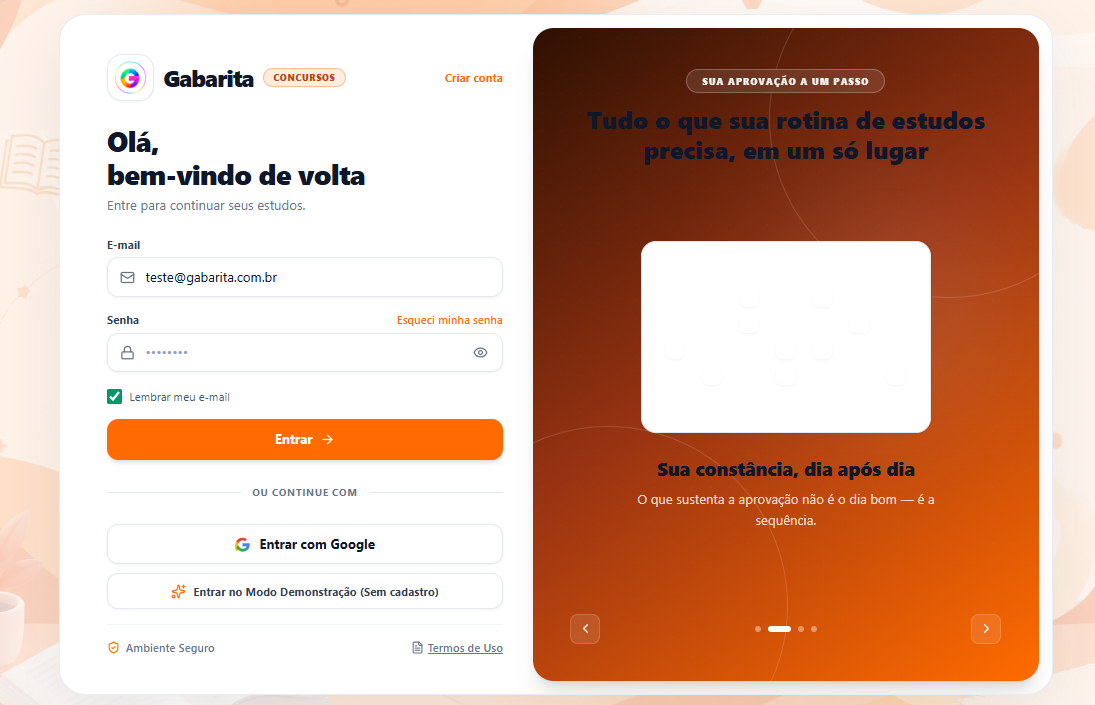 Gabarita
CONCURSOS
Criar conta
Olá,
bem-vindo de volta
Entre para continuar seus estudos.
E-mail
teste@gabarita.com.br
Senha
Esqueci minha senha
••••••••
Lembrar meu e-mail
Entrar →
OU CONTINUE COM
Entrar com Google
Entrar no Modo Demonstração (Sem cadastro)
Ambiente Seguro
Termos de Uso
SUA APROVAÇÃO A UM PASSO
Tudo o que sua rotina de estudos
precisa, em um só lugar
Sua constância, dia após dia
O que sustenta a aprovação não é o dia bom — é a
sequência.